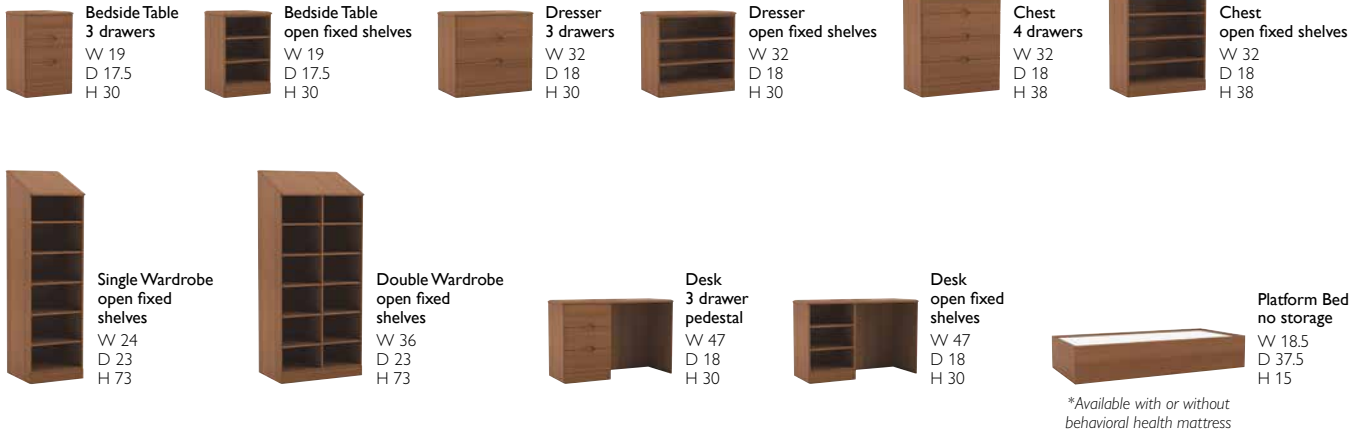 Bedside Table
3 drawers
W 19
D 17.5
H 30
Bedside Table
open fixed shelves
W 19
D 17.5
H 30
Dresser
3 drawers
W 32
D 18
H 30
Dresser
open fixed shelves
W 32
D 18
H 30
Chest
4 drawers
W 32
D 18
H 38
Chest
open fixed shelves
W 32
D 18
H 38
Single Wardrobe
open fixed
shelves
W 24
D 23
H 73
Double Wardrobe
open fixed
shelves
W 36
D 23
H 73
Desk
3 drawer
pedestal
W 47
D 18
H 30
Desk
open fixed
shelves
W 47
D 18
H 30
Platform Bed
no storage
W 18.5
D 37.5
H 15
*Available with or without
behavioral health mattress